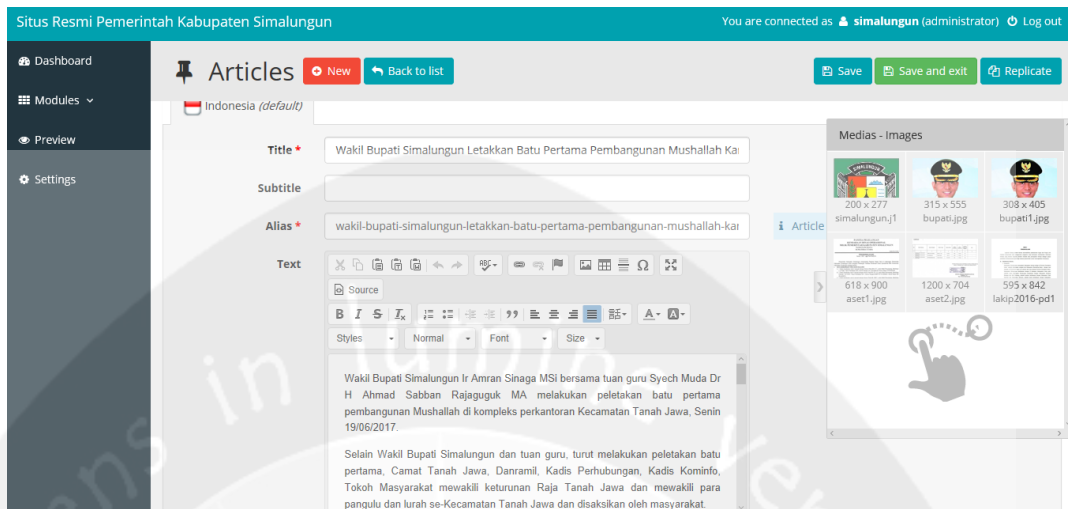 Situs Resmi Pemerintah Kabupaten Simalungun
You are connected as simalungun (administrator) Log out
Dashboard
Modules
Preview
Settings
Articles
New
Back to list
Save
Save and exit
Replicate
Indonesia (default)
Title *
Wakil Bupati Simalungun Letakkan Batu Pertama Pembangunan Mushallah Ka
Subtitle
Alias *
wakil-bupati-simalungun-letakkan-batu-pertama-pembangunan-mushallah-kar
i Article
Text
ABC
Source
B I S Ix
Styles
Normal
Font
Size
Wakil Bupati Simalungun Ir Amran Sinaga MSi bersama tuan guru Syech Muda Dr
H Ahmad Sabban Rajaguguk MA melakukan peletakan batu pertama
pembangunan Mushallah di kompleks perkantoran Kecamatan Tanah Jawa, Senin
19/06/2017.
Selain Wakil Bupati Simalungun dan tuan guru, turut melakukan peletakan batu
pertama, Camat Tanah Jawa, Danramil, Kadis Perhubungan, Kadis Kominfo,
Tokoh Masyarakat mewakili keturunan Raja Tanah Jawa dan mewakili para
pangulu dan lurah se-Kecamatan Tanah Jawa dan disaksikan oleh masyarakat.
Medias - Images
200 x 277
simalungun.j1
315 x 555
bupati.jpg
308 x 405
bupati1.jpg
618 x 900
aset1.jpg
1200 x 704
aset2.jpg
595 x 842
lakip2016-pd1
ens in lumine ve